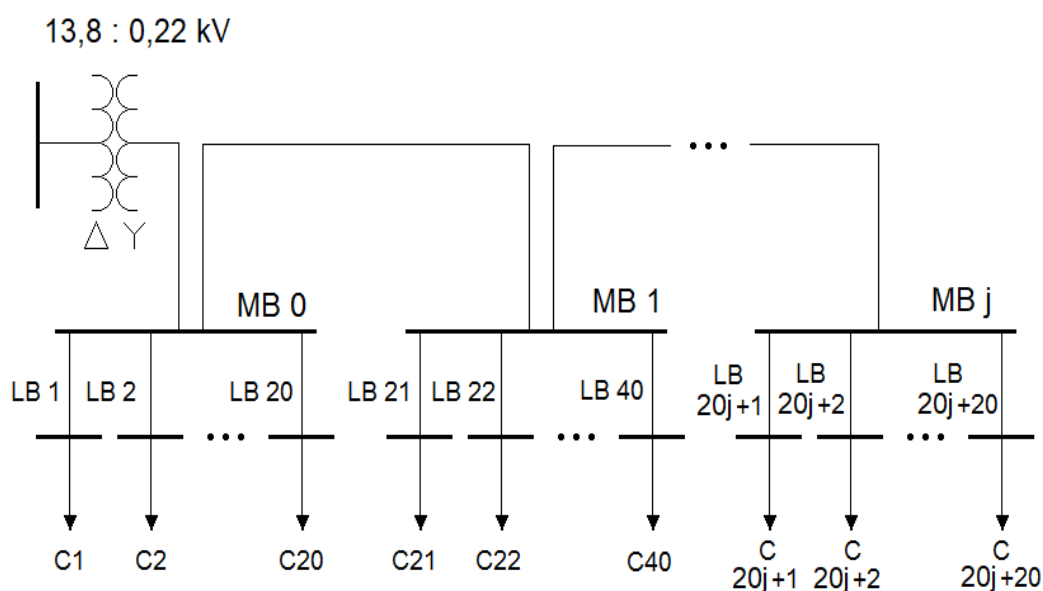 13,8 : 0,22 kV
Δ Y
MB 0
MB 1
MB j
LB 1
LB 2
LB 20
LB 21
LB 22
LB 40
LB
20j+1
LB
20j+2
LB
20j+20
C1
C2
C20
C21
C22
C40
C
20j+1
C
20j+2
C
20j+20